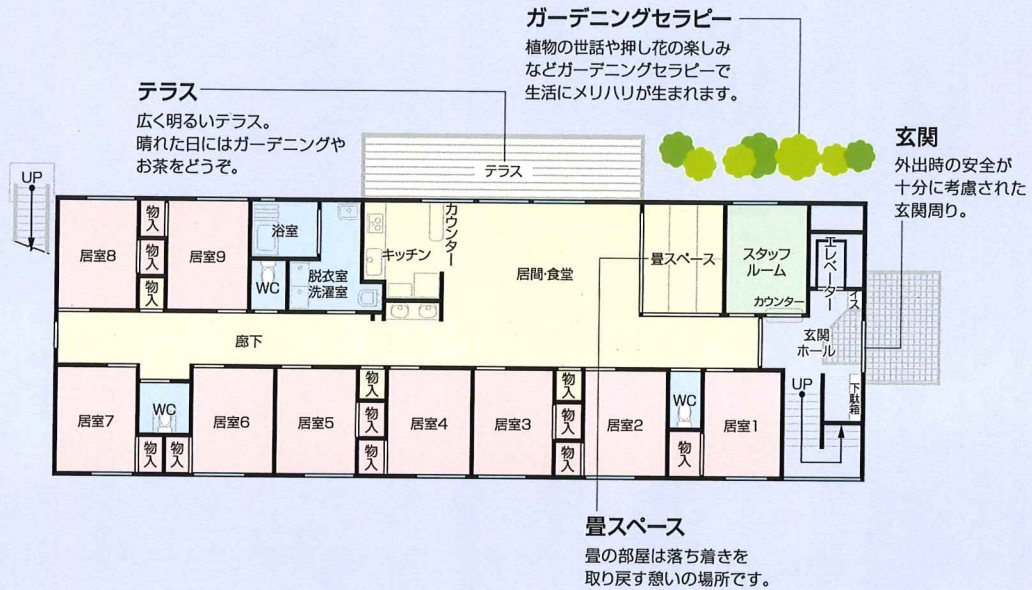 ガーデニングセラピー
植物の世話や押し花の楽しみ
などガーデニングセラピーで
生活にメリハリが生まれます。
テラス
広く明るいテラス。
晴れた日にはガーデニングや
お茶をどうぞ。
玄関
外出時の安全が
十分に考慮された
玄関周り。
テラス
UP
居室8
物入
物入
物入
居室9
浴室
WC
脱衣室
洗濯室
キッチン
カウンター
居間・食堂
畳スペース
スタッフ
ルーム
カウンター
エレベーター
イス
玄関
ホール
下駄箱
UP
廊下
居室7
WC
物入
物入
居室6
居室5
物入
物入
物入
居室4
居室3
物入
物入
物入
居室2
WC
物入
居室1
畳スペース
畳の部屋は落ち着きを
取り戻す憩いの場所です。